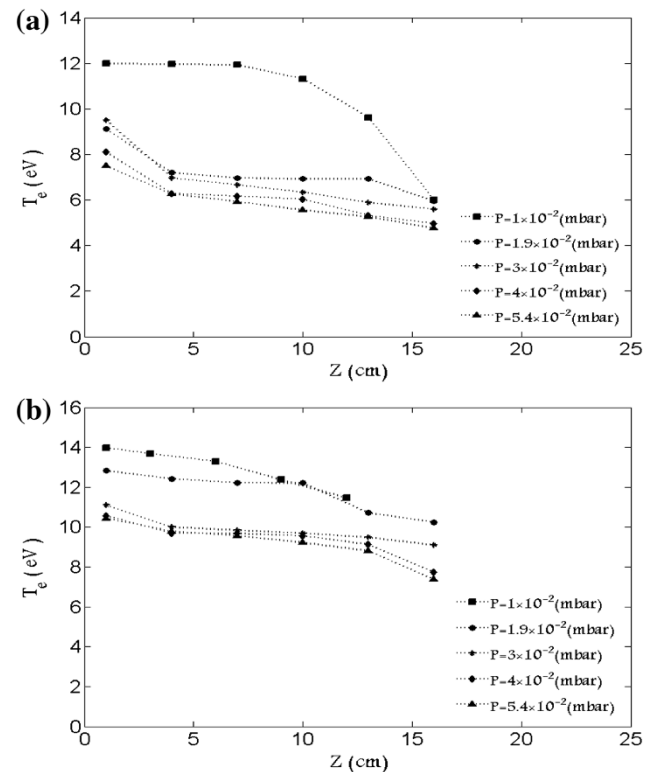 (a)
14
12
10
8
6
4
2
0
T_e (eV)
P=1×10⁻²(mbar)
P=1.9×10⁻²(mbar)
P=3×10⁻²(mbar)
P=4×10⁻²(mbar)
P=5.4×10⁻²(mbar)
0 5 10 15 20 25
Z (cm)
(b)
16
14
12
10
8
6
4
2
0
T_e (eV)
P=1×10⁻²(mbar)
P=1.9×10⁻²(mbar)
P=3×10⁻²(mbar)
P=4×10⁻²(mbar)
P=5.4×10⁻²(mbar)
0 5 10 15 20 25
Z (cm)